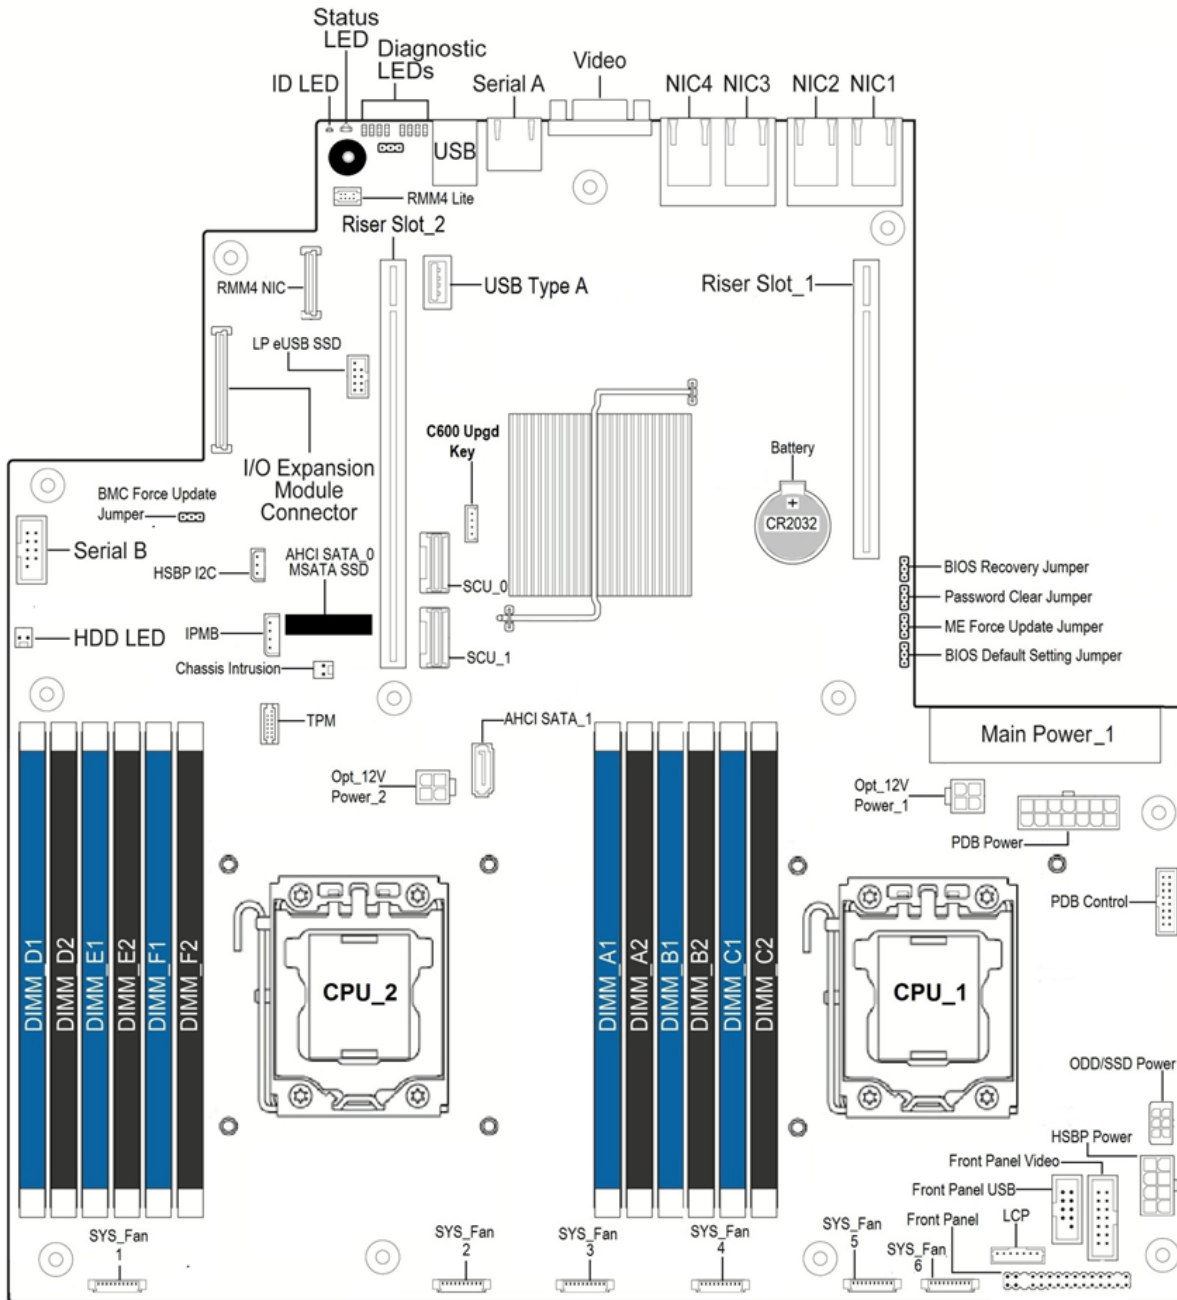 Status
LED
Diagnostic
LEDs
ID LED
Serial A
Video
NIC4
NIC3
NIC2
NIC1
USB
RMM4 Lite
Riser Slot_2
RMM4 NIC
USB Type A
Riser Slot_1
LP eUSB SSD
C600 Upgd
Key
Battery
+
CR2032
I/O Expansion
Module
Connector
BMC Force Update
Jumper
Serial B
HSBP I2C
AHCI SATA_0
MSATA SSD
SCU_0
BIOS Recovery Jumper
Password Clear Jumper
ME Force Update Jumper
BIOS Default Setting Jumper
HDD LED
IPMB
SCU_1
Chassis Intrusion
TPM
AHCI SATA_1
Main Power_1
Opt_12V
Power_2
Opt_12V
Power_1
PDB Power
PDB Control
DIMM_D1
DIMM_D2
DIMM_E1
DIMM_E2
DIMM_F1
DIMM_F2
CPU_2
DIMM_A1
DIMM_A2
DIMM_B1
DIMM_B2
DIMM_C1
DIMM_C2
CPU_1
ODD/SSD Power
HSBP Power
Front Panel Video
Front Panel USB
Front Panel
LCP
SYS_Fan
1
SYS_Fan
2
SYS_Fan
3
SYS_Fan
4
SYS_Fan
5
SYS_Fan
6